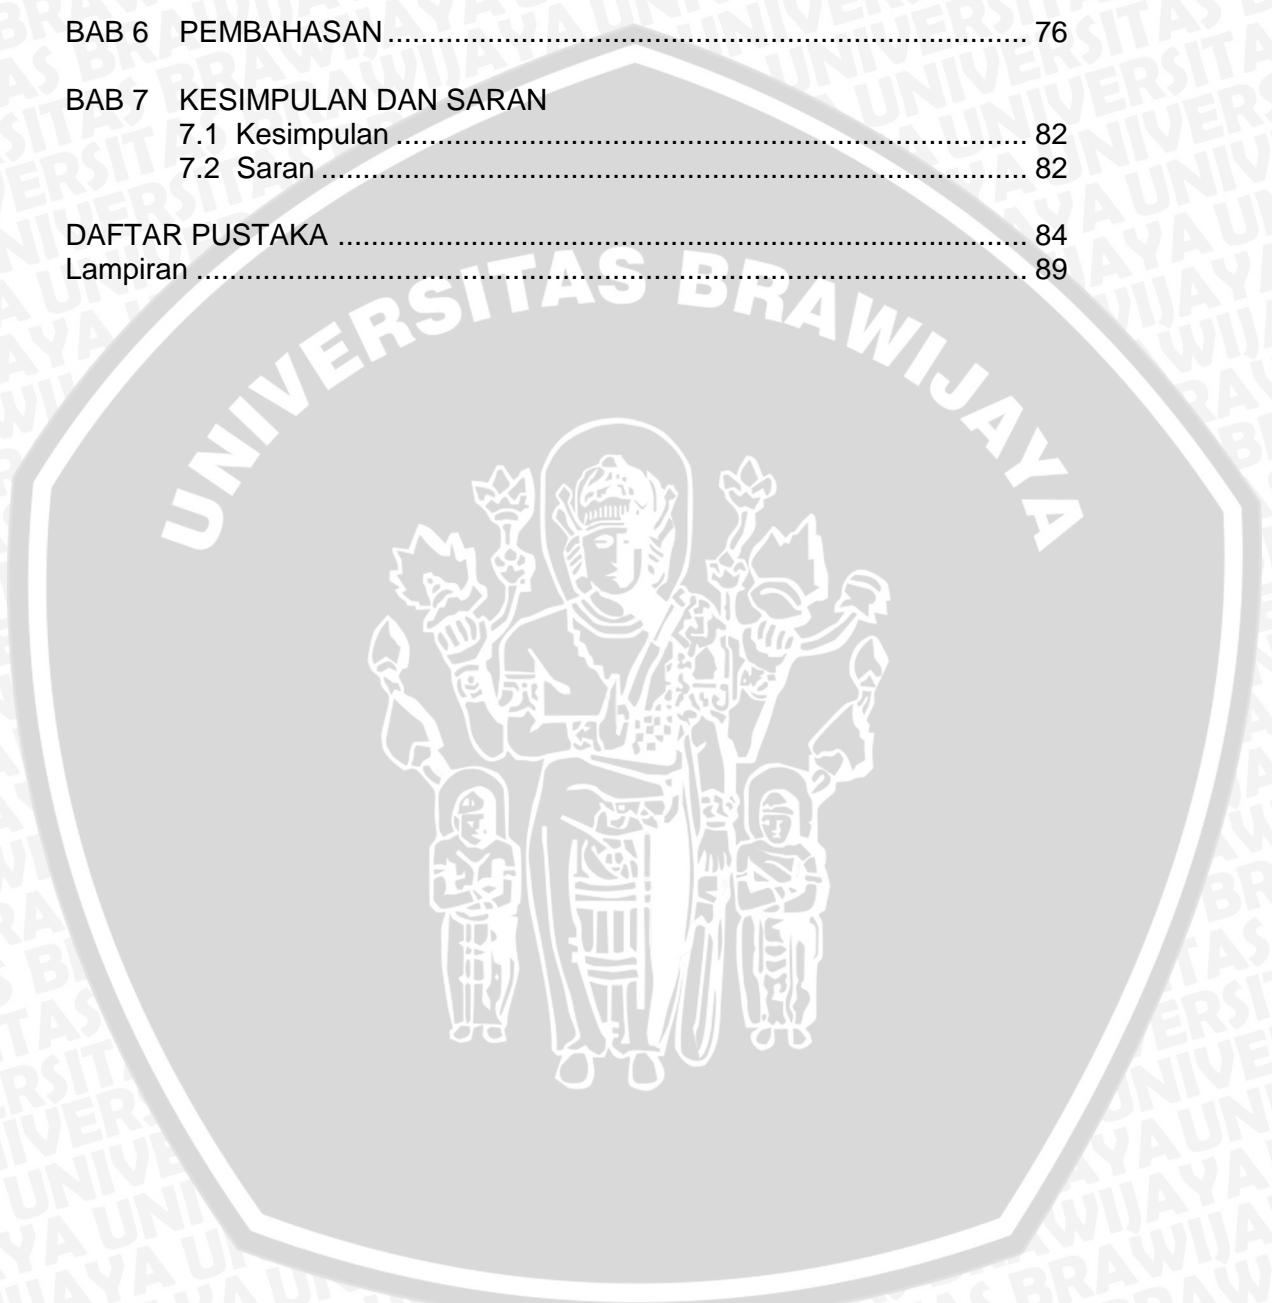 BAB 6 PEMBAHASAN ............................................................................. 76
BAB 7 KESIMPULAN DAN SARAN
7.1 Kesimpulan ............................................................................ 82
7.2 Saran ..................................................................................... 82
DAFTAR PUSTAKA ................................................................................... 84
Lampiran .................................................................................................... 89
UNIVERSITAS BRAWIJAYA